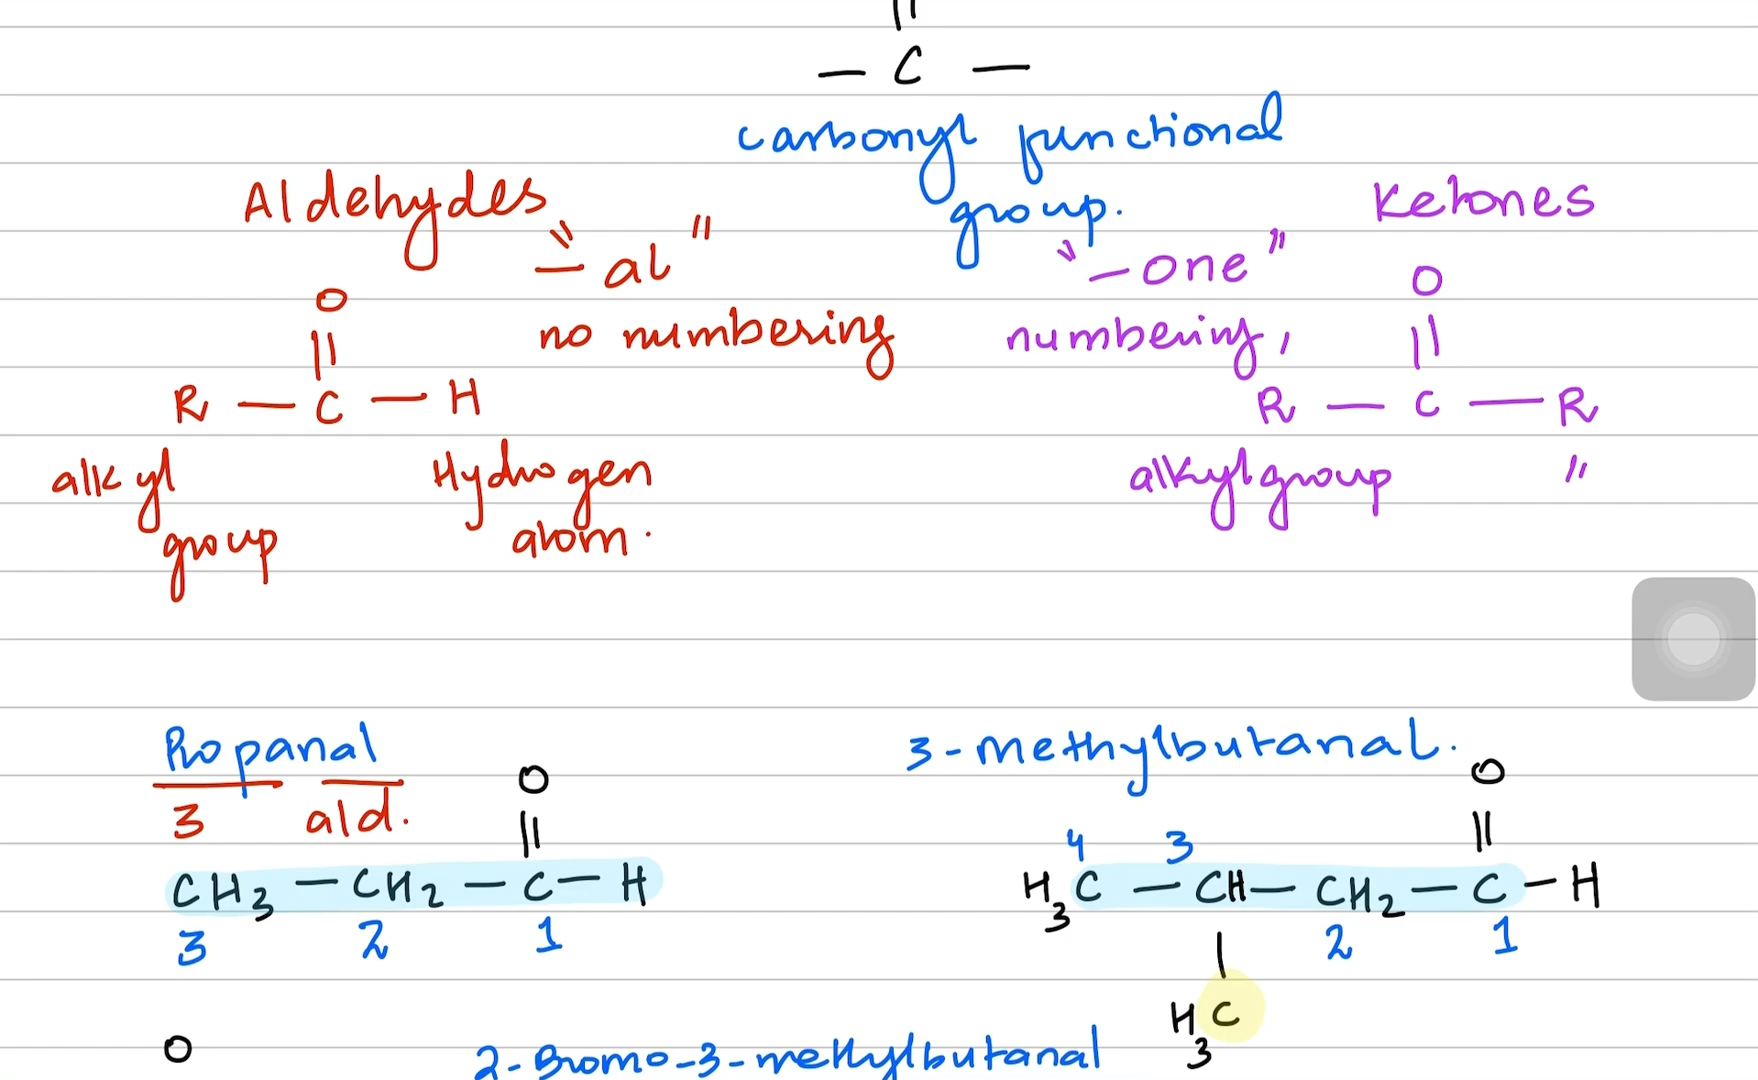 ||
— C —
carbonyl functional
group.
Aldehydes
"– al"
O
||
R — C — H
no numbering
alkyl
group
Hydrogen
atom.
Ketones
"– one"
numbering,
O
||
R — C — R
alkyl group "
Propanal
3 ald.
O
||
CH3 — CH2 — C — H
3 2 1
3-methylbutanal.
O
||
4 3
H3C — CH — CH2 — C — H
2 1
|
H3C
O
2-Bromo-3-methylbutanal